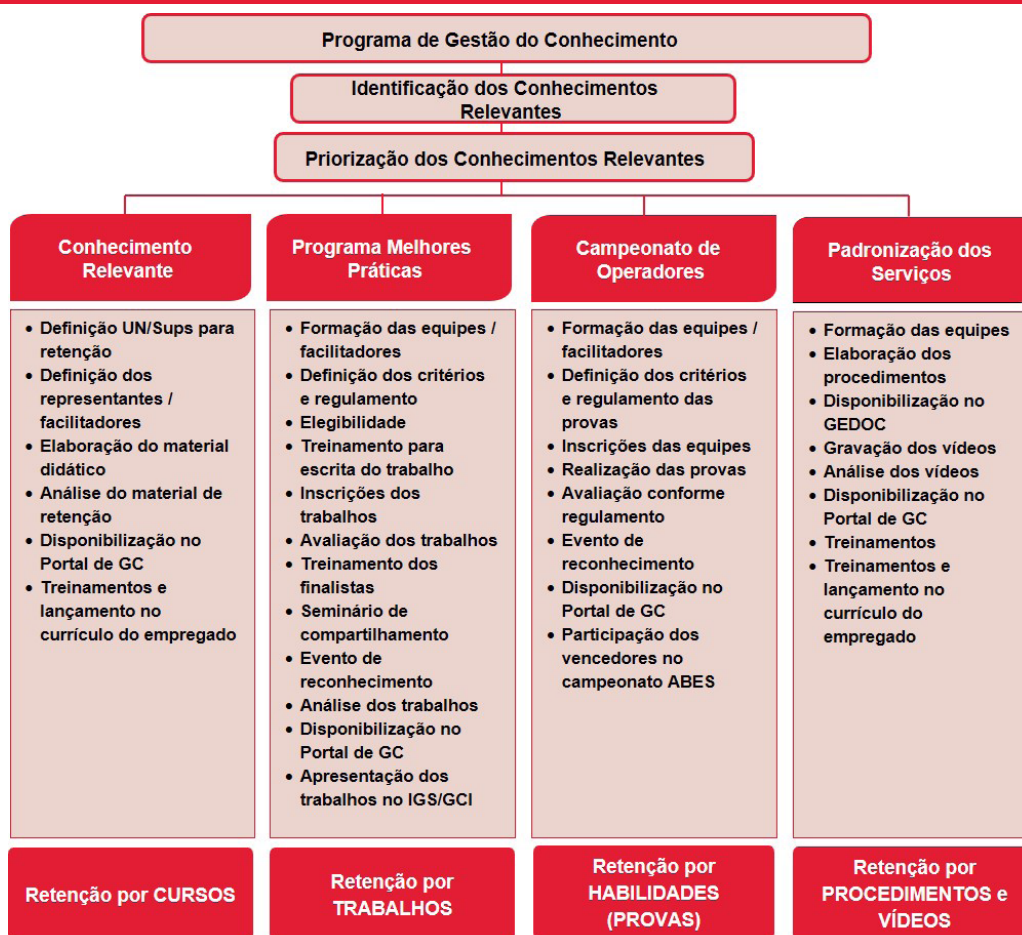 Programa de Gestão do Conhecimento
Identificação dos Conhecimentos
Relevantes
Priorização dos Conhecimentos Relevantes
Conhecimento
Relevante
• Definição UN/Sups para
retenção
• Definição dos
representantes /
facilitadores
• Elaboração do material
didático
• Análise do material de
retenção
• Disponibilização no
Portal de GC
• Treinamentos e
lançamento no
currículo do empregado
Retenção por CURSOS
Programa Melhores
Práticas
• Formação das equipes /
facilitadores
• Definição dos critérios
e regulamento
• Elegibilidade
• Treinamento para
escrita do trabalho
• Inscrições dos
trabalhos
• Avaliação dos trabalhos
• Treinamento dos
finalistas
• Seminário de
compartilhamento
• Evento de
reconhecimento
• Análise dos trabalhos
• Disponibilização no
Portal de GC
• Apresentação dos
trabalhos no IGS/GCI
Retenção por
TRABALHOS
Campeonato de
Operadores
• Formação das equipes /
facilitadores
• Definição dos critérios
e regulamento das
provas
• Inscrições das equipes
• Realização das provas
• Avaliação conforme
regulamento
• Evento de
reconhecimento
• Disponibilização no
Portal de GC
• Participação dos
vencedores no
campeonato ABES
Retenção por
HABILIDADES
(PROVAS)
Padronização dos
Serviços
• Formação das equipes
• Elaboração dos
procedimentos
• Disponibilização no
GEDOC
• Gravação dos vídeos
• Análise dos vídeos
• Disponibilização no
Portal de GC
• Treinamentos
• Treinamentos e
lançamento no
currículo do
empregado
Retenção por
PROCEDIMENTOS e
VÍDEOS